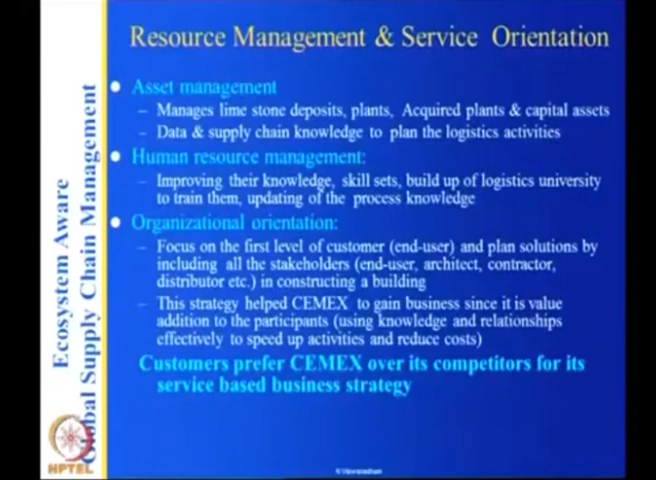 Resource Management & Service Orientation
Asset management
– Manages lime stone deposits, plants, Acquired plants & capital assets
– Data & supply chain knowledge to plan the logistics activities
Human resource management:
– Improving their knowledge, skill sets, build up of logistics university
to train them, updating of the process knowledge
Organizational orientation:
– Focus on the first level of customer (end-user) and plan solutions by
including all the stakeholders (end-user, architect, contractor,
distributor etc.) in constructing a building
– This strategy helped CEMEX to gain business since it is value
addition to the participants (using knowledge and relationships
effectively to speed up activities and reduce costs)
Customers prefer CEMEX over its competitors for its
service based business strategy
Ecosystem Aware
Global Supply Chain Management
NPTEL
N Viswanadham